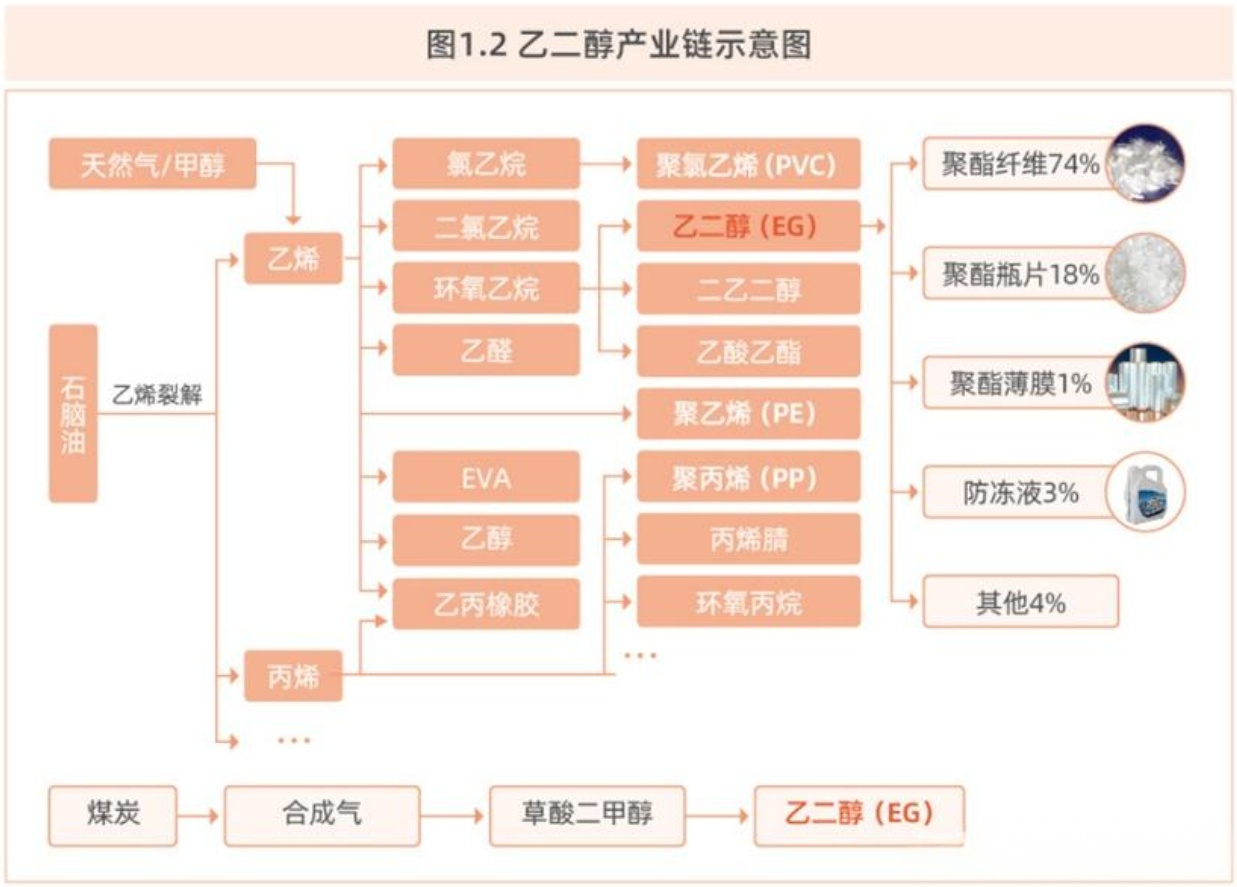 图1.2 乙二醇产业链示意图
天然气/甲醇
氯乙烷
聚氯乙烯(PVC)
聚酯纤维74%
二氯乙烷
乙二醇(EG)
乙烯
环氧乙烷
二乙二醇
聚酯瓶片18%
乙醛
乙酸乙酯
石脑油
乙烯裂解
聚乙烯(PE)
聚酯薄膜1%
EVA
聚丙烯(PP)
防冻液3%
乙醇
丙烯腈
乙丙橡胶
环氧丙烷
其他4%
...
丙烯
...
煤炭
合成气
草酸二甲醇
乙二醇(EG)